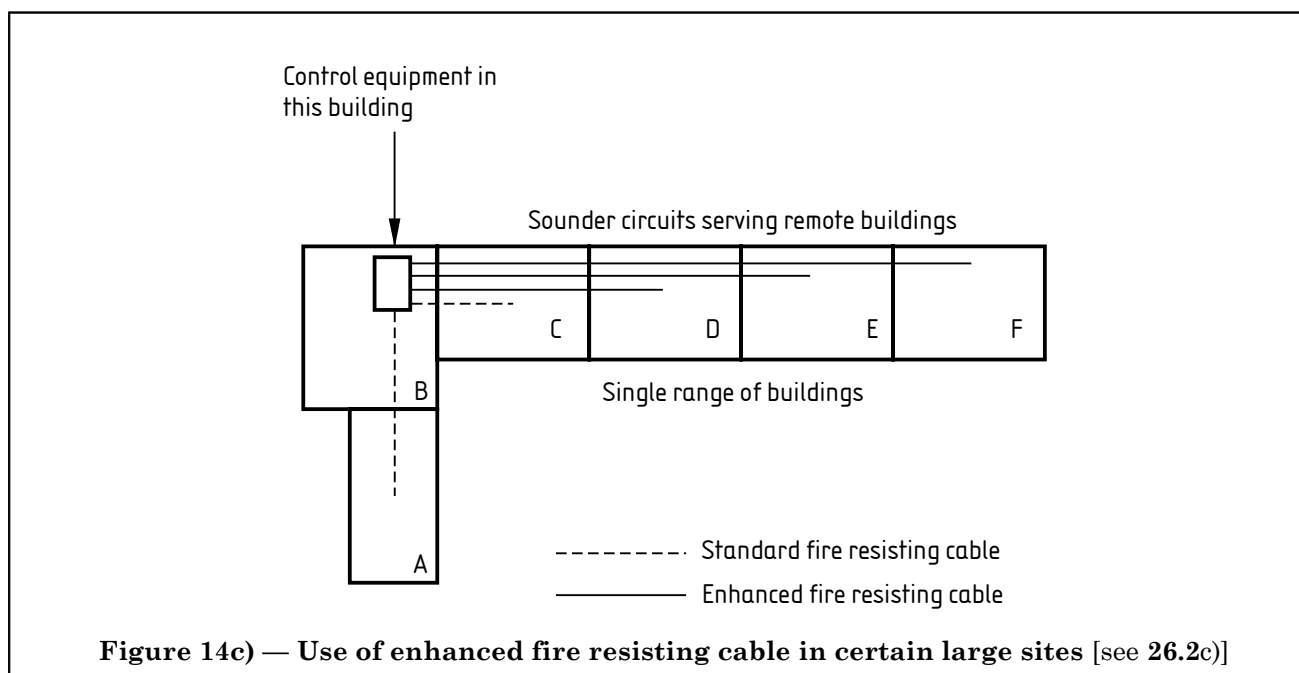 Control equipment in
this building
Sounder circuits serving remote buildings
C
D
E
F
B
Single range of buildings
A
Standard fire resisting cable
Enhanced fire resisting cable
Figure 14c) — Use of enhanced fire resisting cable in certain large sites [see 26.2c)]